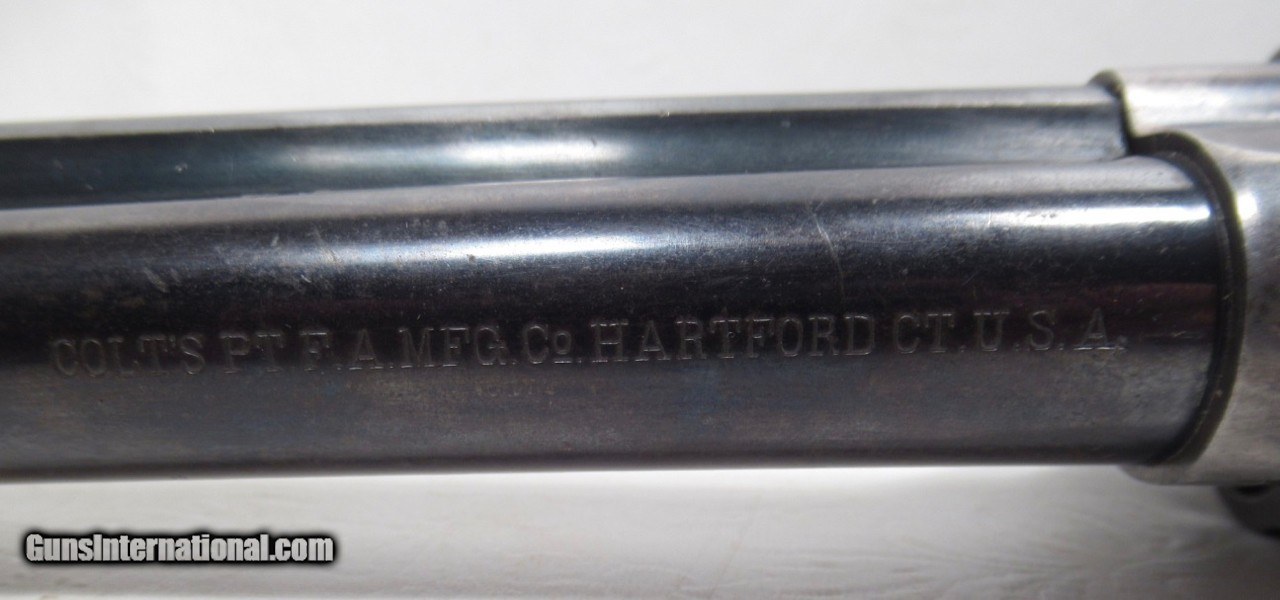 COLT'S PT. F. A. MFG. Co. HARTFORD CT. U. S. A.
GunsInternational.com